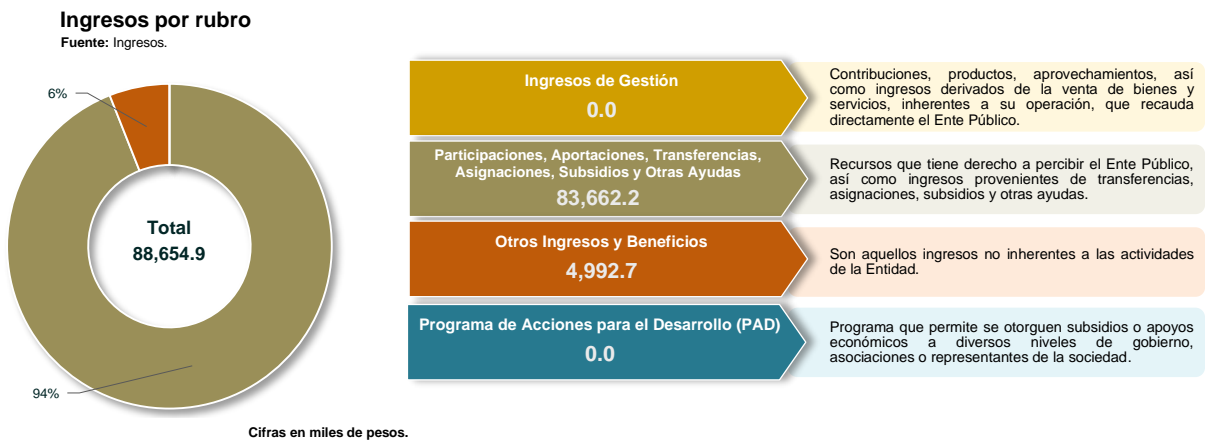 Ingresos por rubro
Fuente: Ingresos.
6%
94%
Total
88,654.9
Ingresos de Gestión
0.0
Contribuciones, productos, aprovechamientos, así
como ingresos derivados de la venta de bienes y
servicios, inherentes a su operación, que recauda
directamente el Ente Público.
Participaciones, Aportaciones, Transferencias,
Asignaciones, Subsidios y Otras Ayudas
83,662.2
Recursos que tiene derecho a percibir el Ente Público,
así como ingresos provenientes de transferencias,
asignaciones, subsidios y otras ayudas.
Otros Ingresos y Beneficios
4,992.7
Son aquellos ingresos no inherentes a las actividades
de la Entidad.
Programa de Acciones para el Desarrollo (PAD)
0.0
Programa que permite se otorguen subsidios o apoyos
económicos a diversos niveles de gobierno,
asociaciones o representantes de la sociedad.
Cifras en miles de pesos.